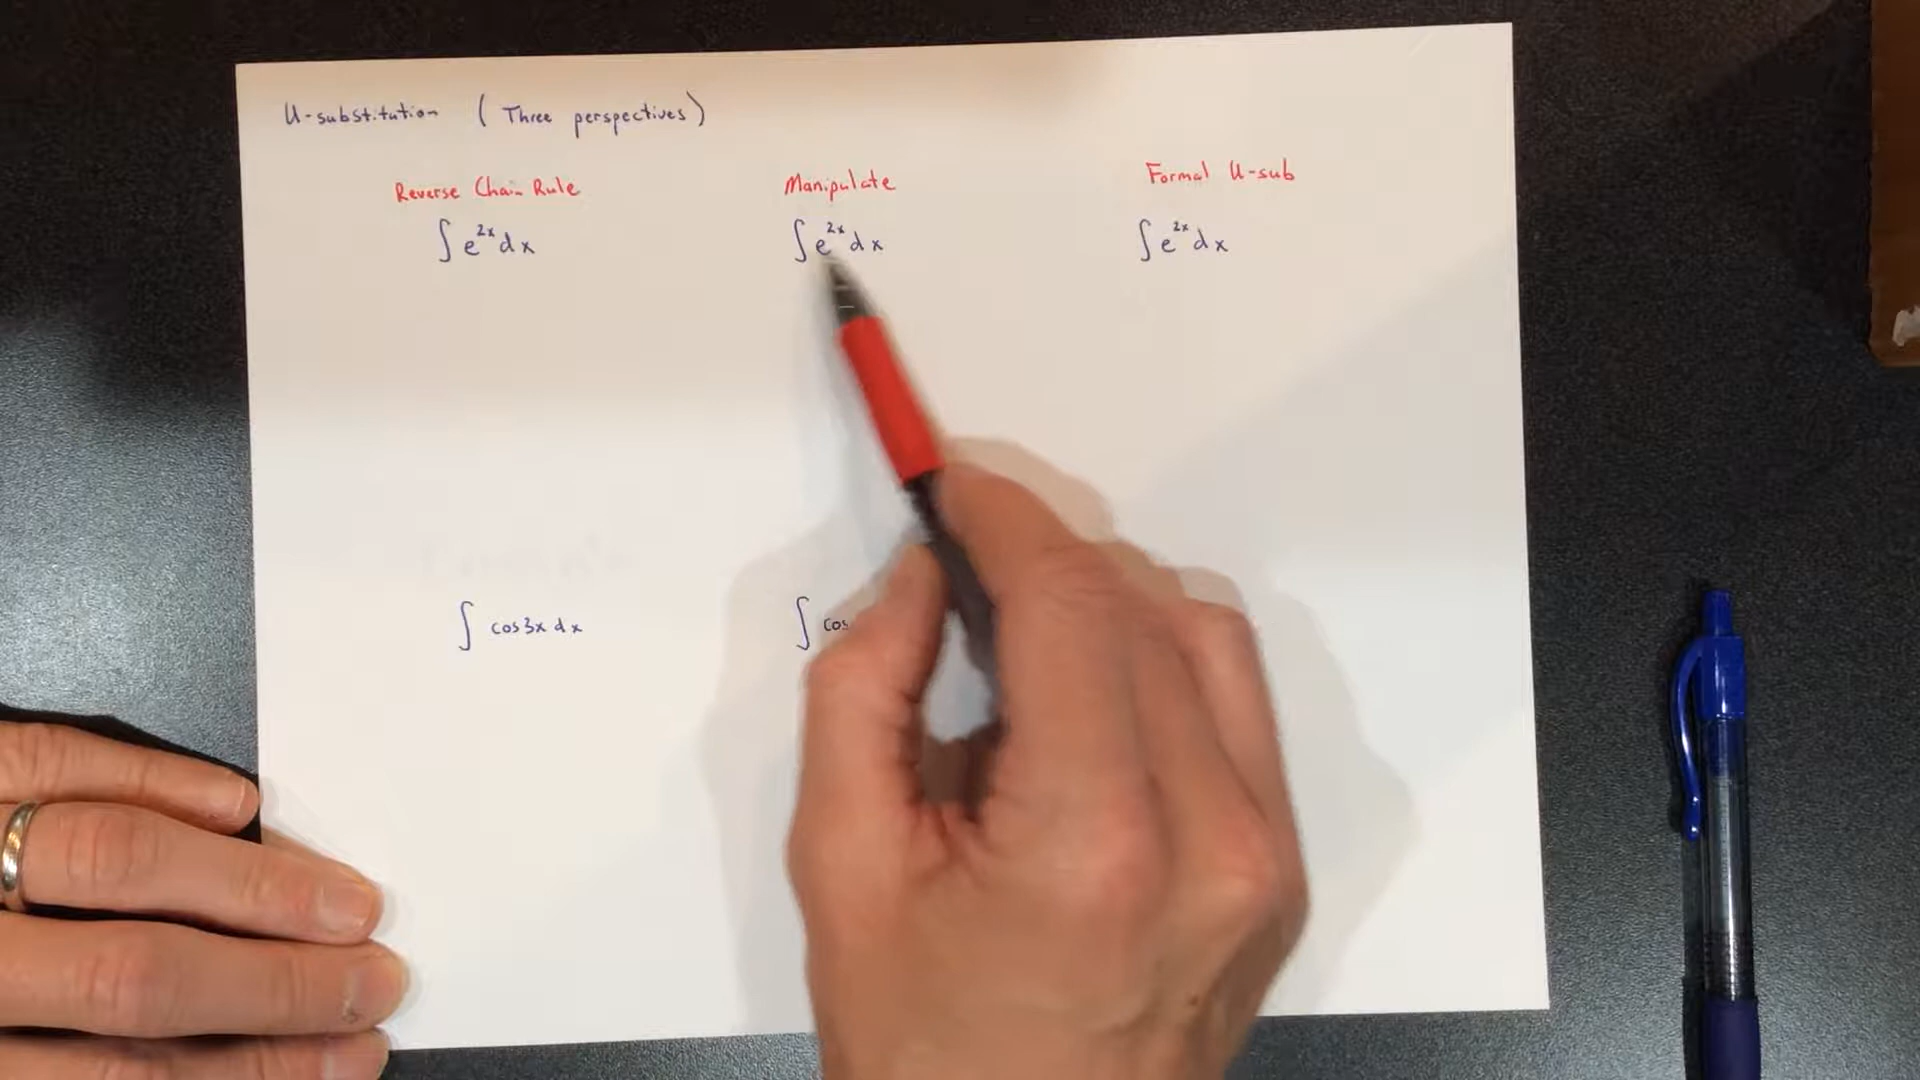 U-substitution (Three perspectives)
Reverse Chain Rule
∫ e^{2x} dx
Manipulate
∫ e^{2x} dx
Formal U-sub
∫ e^{2x} dx
∫ cos3x dx
∫ cos